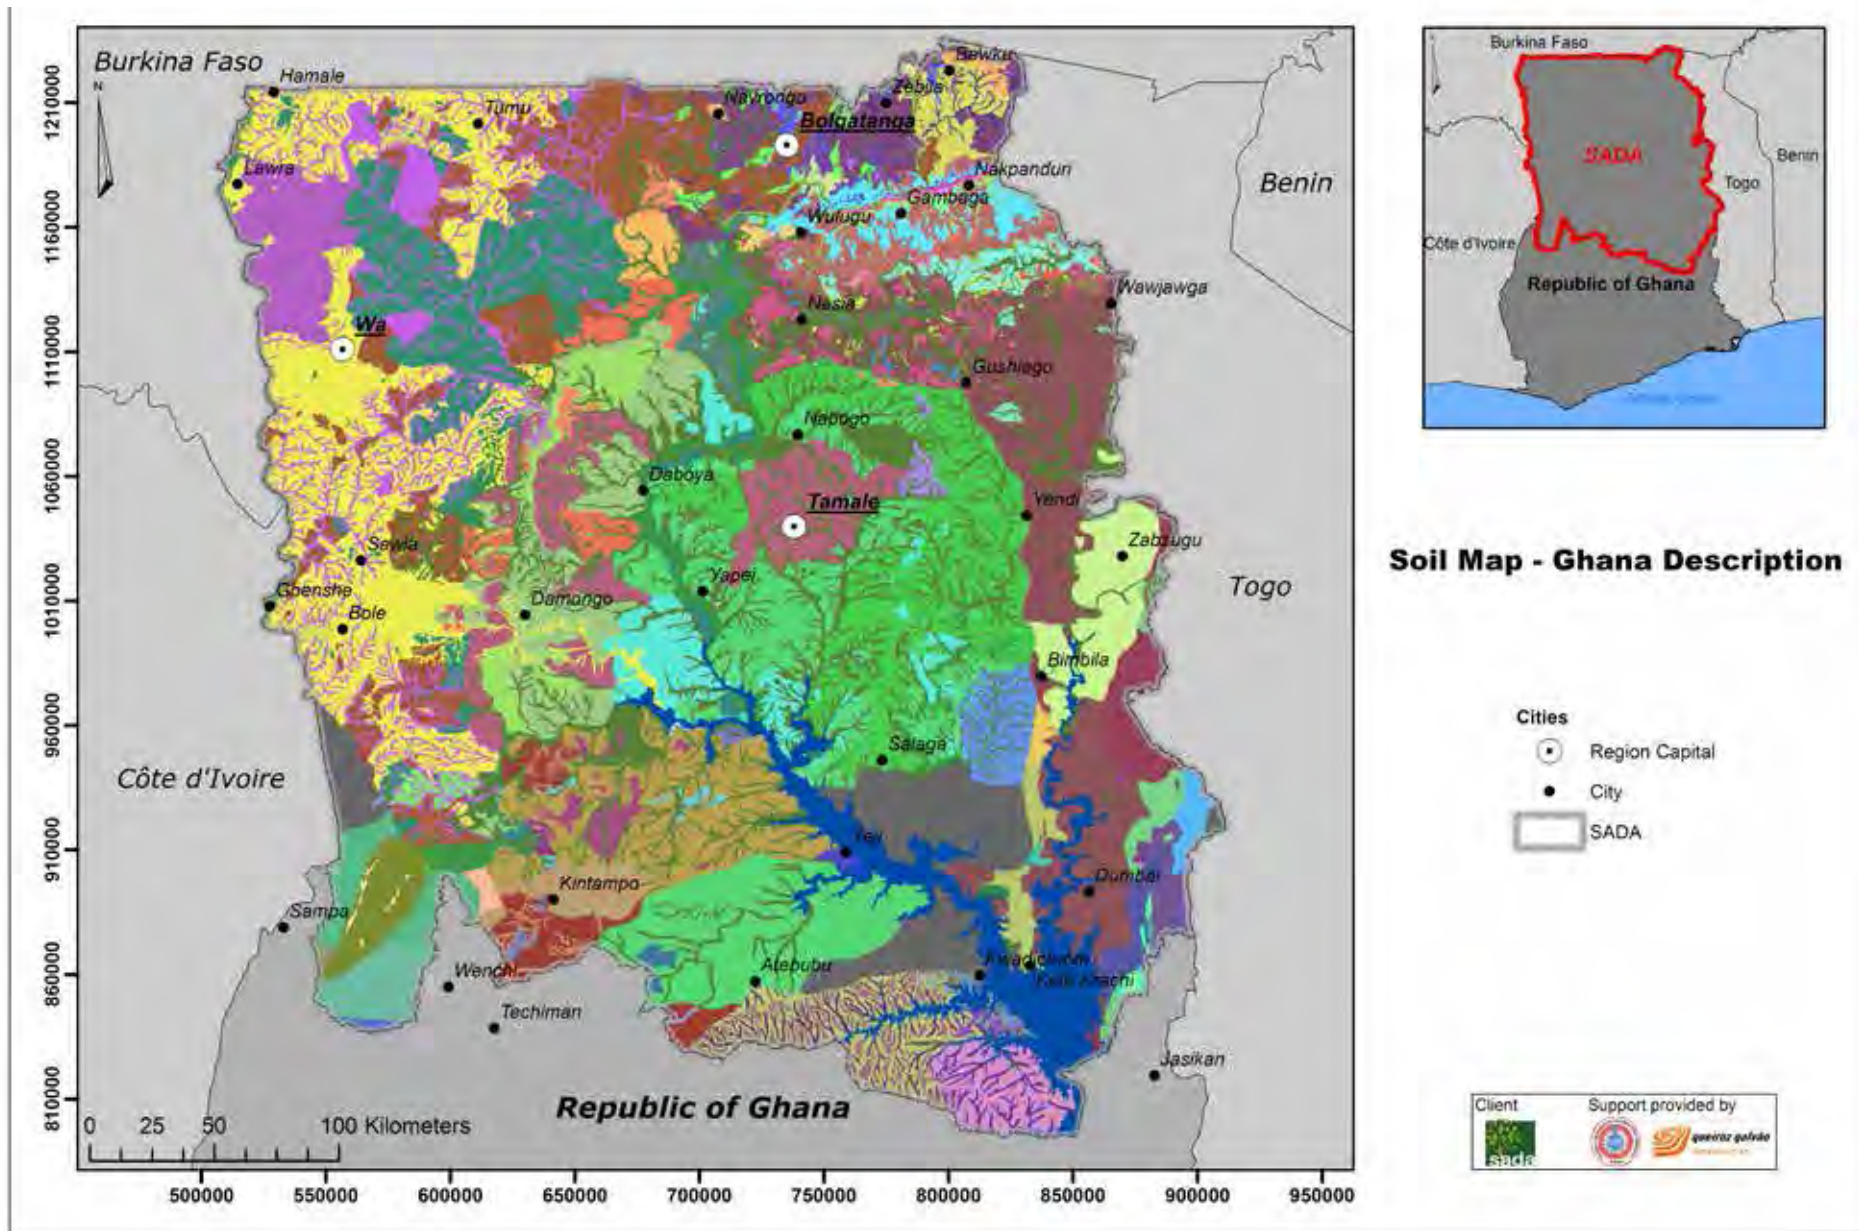 Burkina Faso
Hamale
Tumu
Navrongo
Zebila
Bawku
Bolgatanga
Lawra
Nakpanduri
Gambaga
Wulugu
Benin
Wa
Nasia
Wawjawga
Gushiego
Nabogo
Daboya
Tamale
Yendi
Zabzugu
Sawla
Yapei
Togo
Gbenshe
Bole
Damongo
Bimbila
Salaga
Côte d'Ivoire
Yeji
Kintampo
Dumbai
Sampa
Wenchi
Atebubu
Kwadjokrom
Kete Krachi
Techiman
Jasikan
Republic of Ghana
0 25 50 100 Kilometers
N
1210000
1160000
1110000
1060000
1010000
960000
910000
860000
810000
500000 550000 600000 650000 700000 750000 800000 850000 900000 950000
Burkina Faso
SADA
Benin
Togo
Côte d'Ivoire
Republic of Ghana
Soil Map - Ghana Description
Cities
Region Capital
City
SADA
Client
Support provided by
sada
queiroz galvão